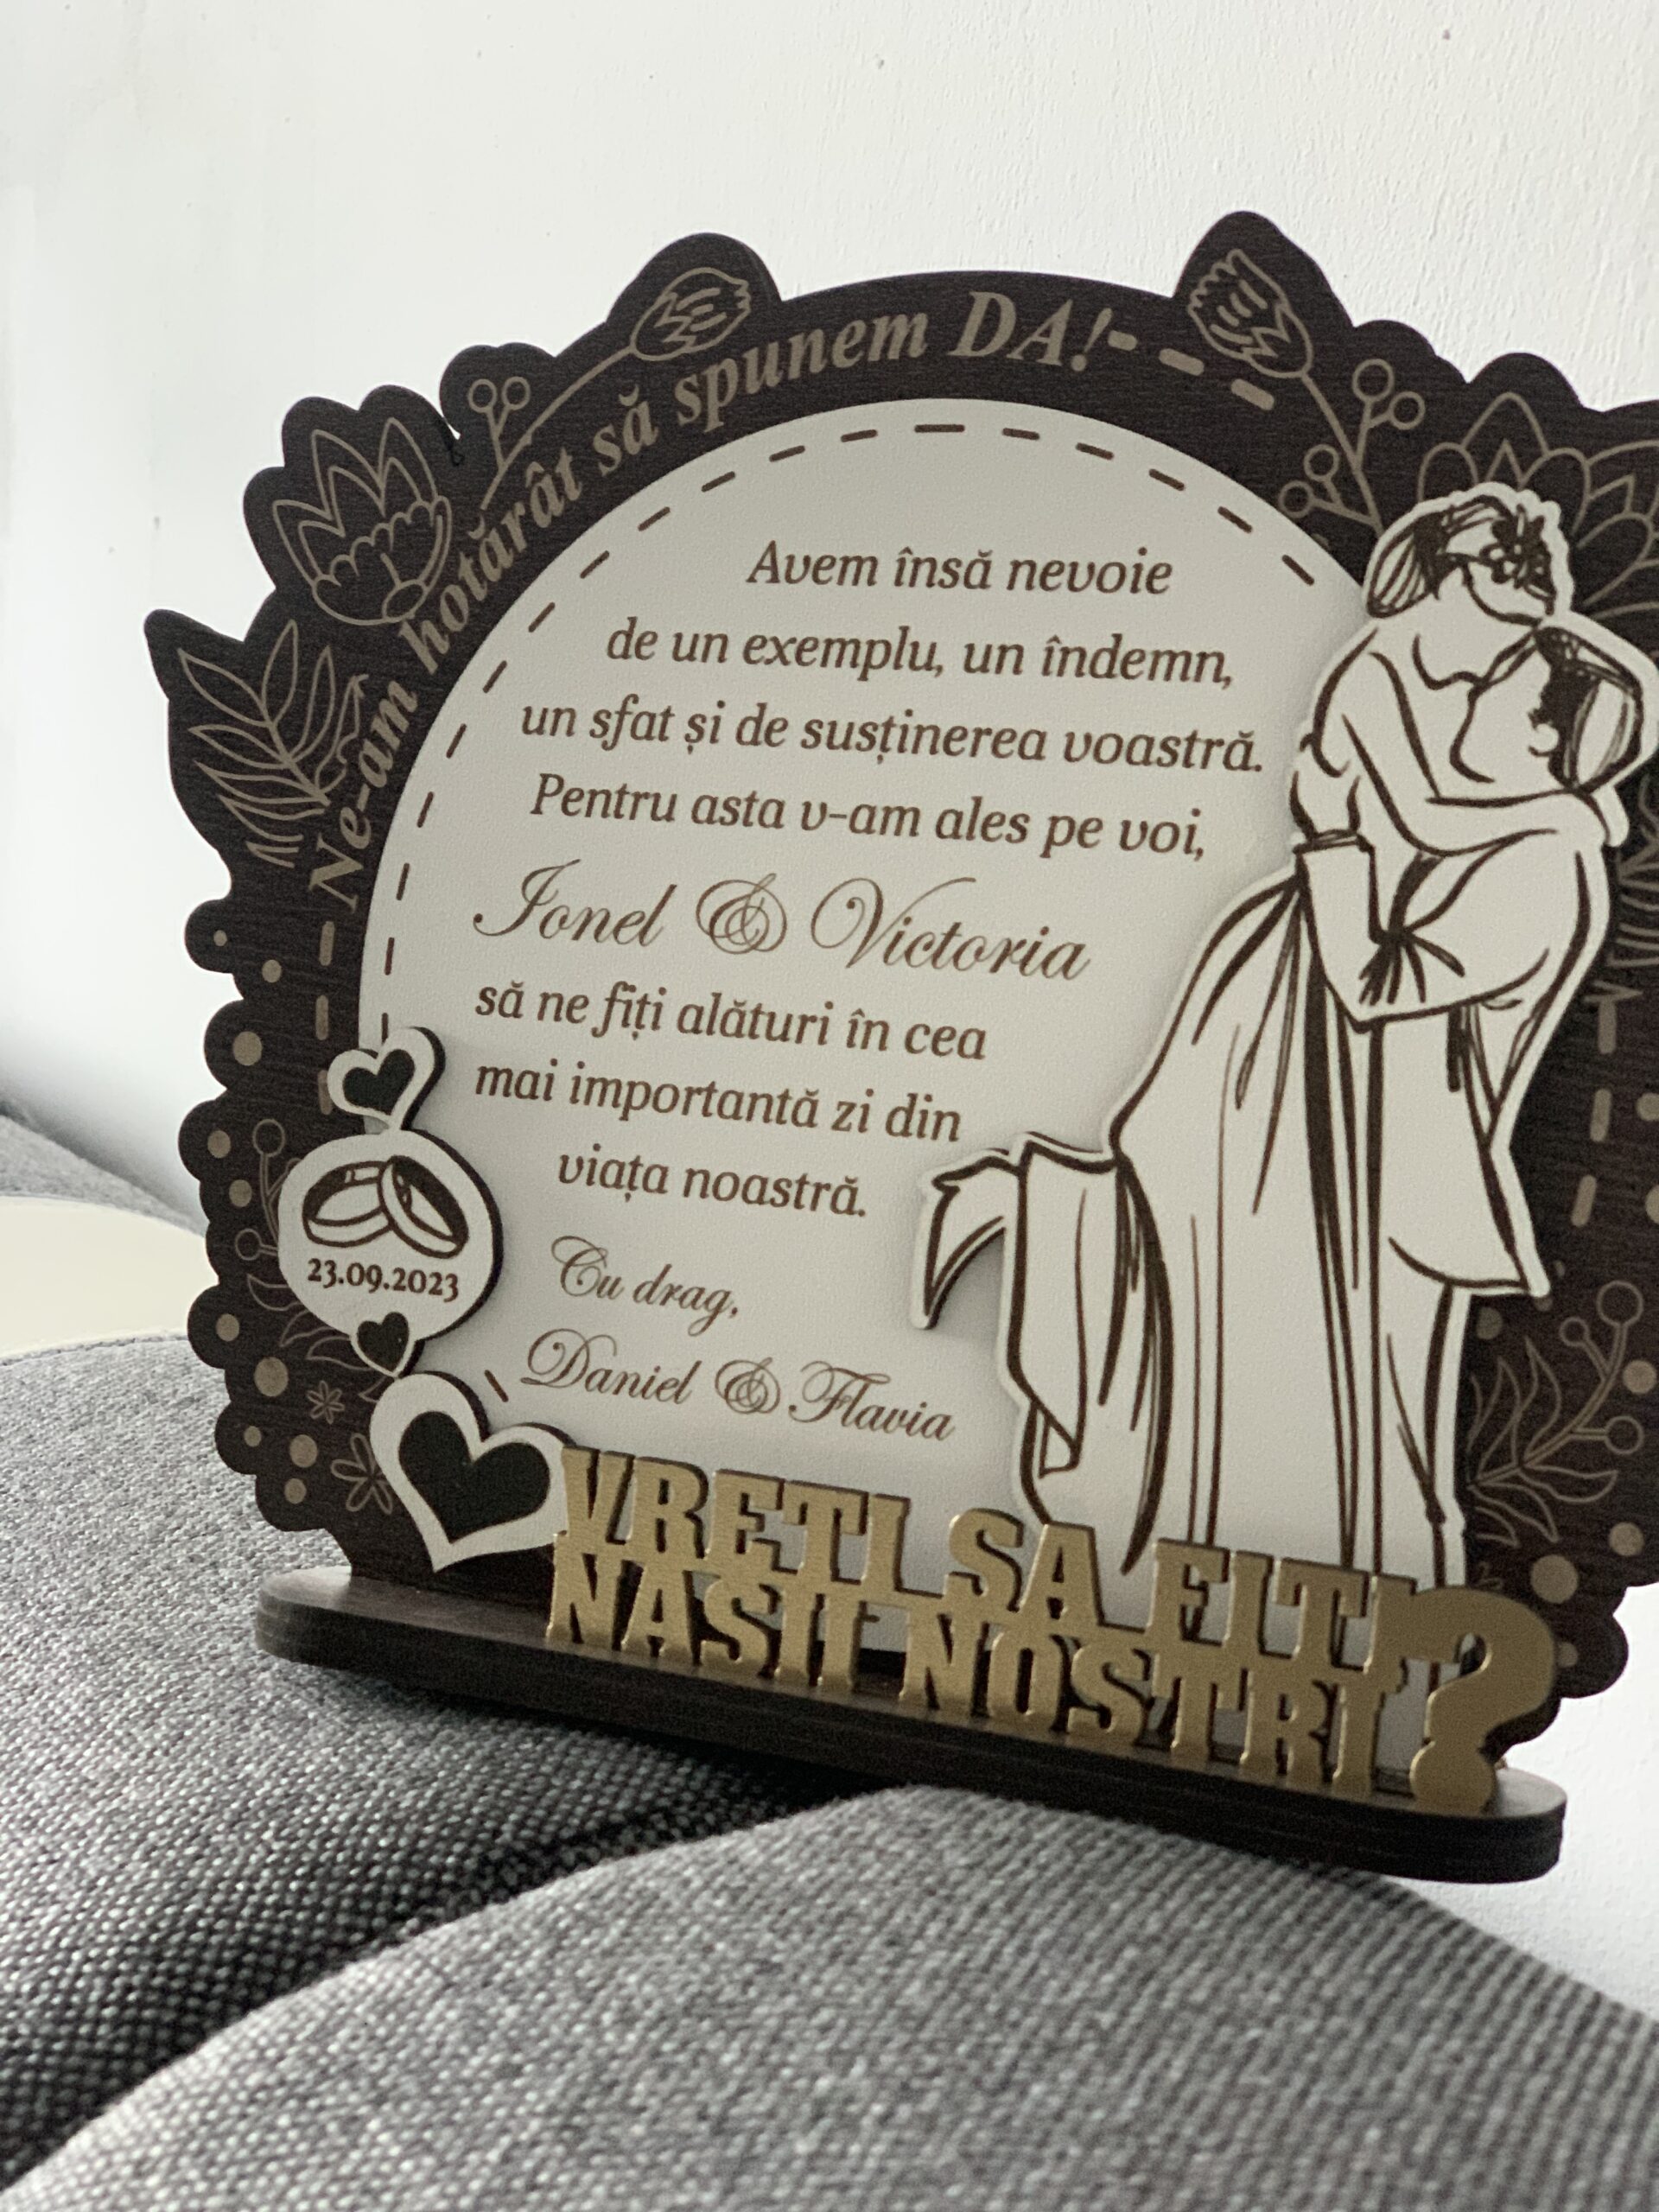 Ne-am hotărât să spunem DA!
Avem însă nevoie
de un exemplu, un îndemn,
un sfat și de susținerea voastră.
Pentru asta v-am ales pe voi,
Ionel & Victoria
să ne fiți alături în cea
mai importantă zi din
viața noastră.
Cu drag,
Daniel & Flavia
23.09.2023
VRETI SA FITI
NASII NOSTRI?